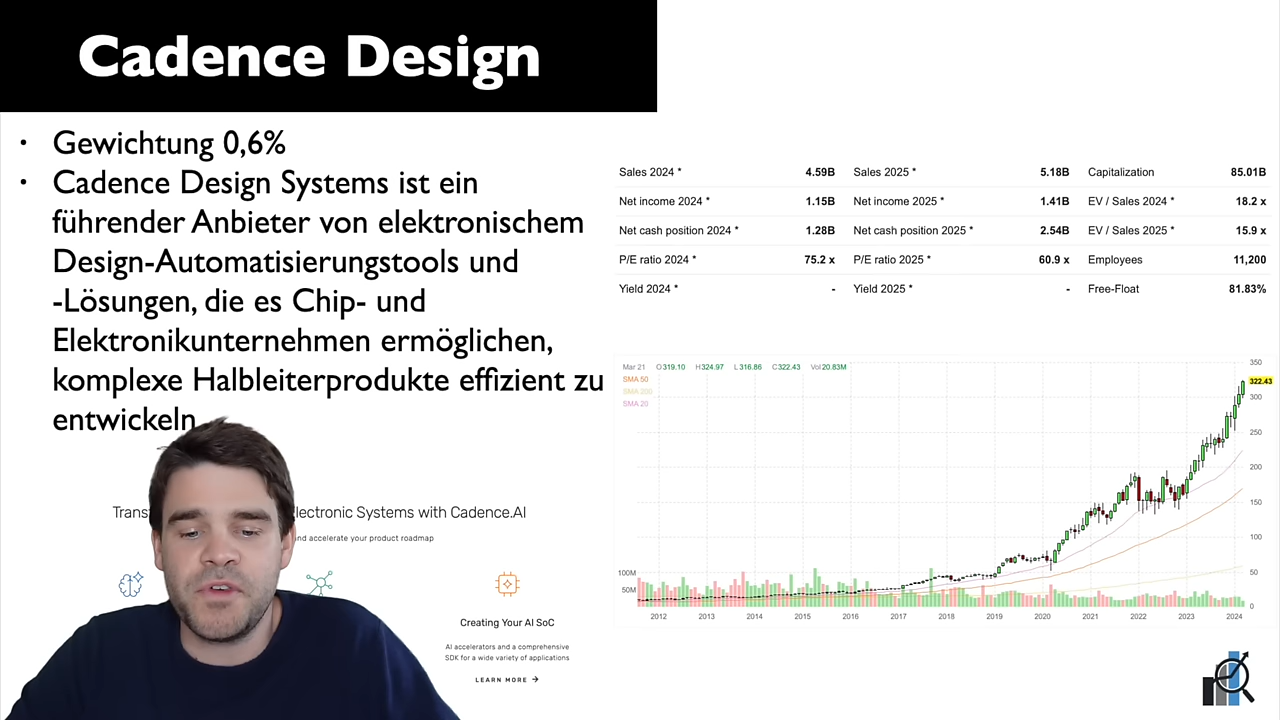 Cadence Design
• Gewichtung 0,6%
• Cadence Design Systems ist ein
führender Anbieter von elektronischem
Design-Automatisierungstools und
-Lösungen, die es Chip- und
Elektronikunternehmen ermöglichen,
komplexe Halbleiterprodukte effizient zu
entwickeln
lectronic Systems with Cadence.AI
and accelerate your product roadmap
Creating Your AI SoC
AI accelerators and a comprehensive
SDK for a wide variety of applications
LEARN MORE →
Sales 2024 * 4.59B Sales 2025 * 5.18B Capitalization 85.01B
Net income 2024 * 1.15B Net income 2025 * 1.41B EV / Sales 2024 * 18.2 x
Net cash position 2024 * 1.28B Net cash position 2025 * 2.54B EV / Sales 2025 * 15.9 x
P/E ratio 2024 * 75.2 x P/E ratio 2025 * 60.9 x Employees 11,200
Yield 2024 * - Yield 2025 * - Free-Float 81.83%
Mar 21 O319.10 H324.97 L316.86 C322.43 Vol20.83M
SMA 50
SMA 200
SMA 20
350
322.43
300
250
200
150
100
50
0
100M
50M
2012 2013 2014 2015 2016 2017 2018 2019 2020 2021 2022 2023 2024